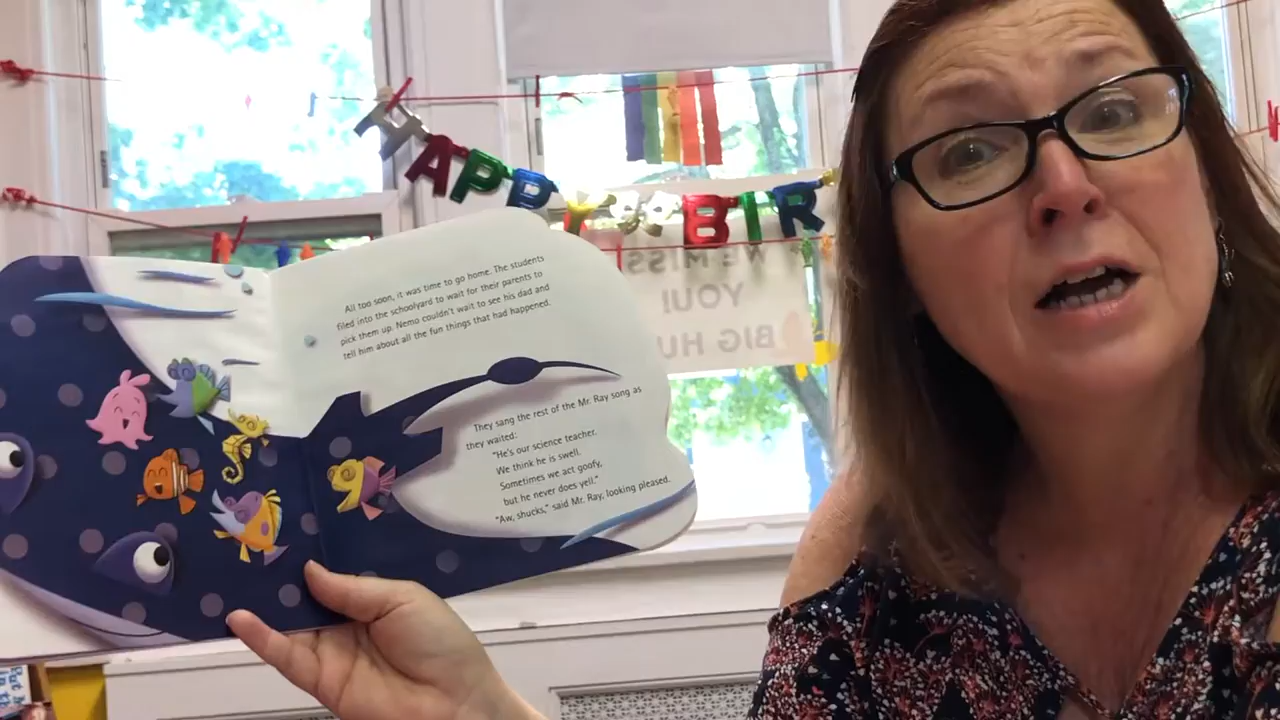 HAPPY BIR
WE MISS
YOU!
BIG HU
All too soon, it was time to go home. The students
filed into the schoolyard to wait for their parents to
pick them up. Nemo couldn't wait to see his dad and
tell him about all the fun things that had happened.
They sang the rest of the Mr. Ray song as
they waited:
"He's our science teacher.
We think he is swell.
Sometimes we act goofy,
but he never does yell."
"Aw, shucks," said Mr. Ray, looking pleased.